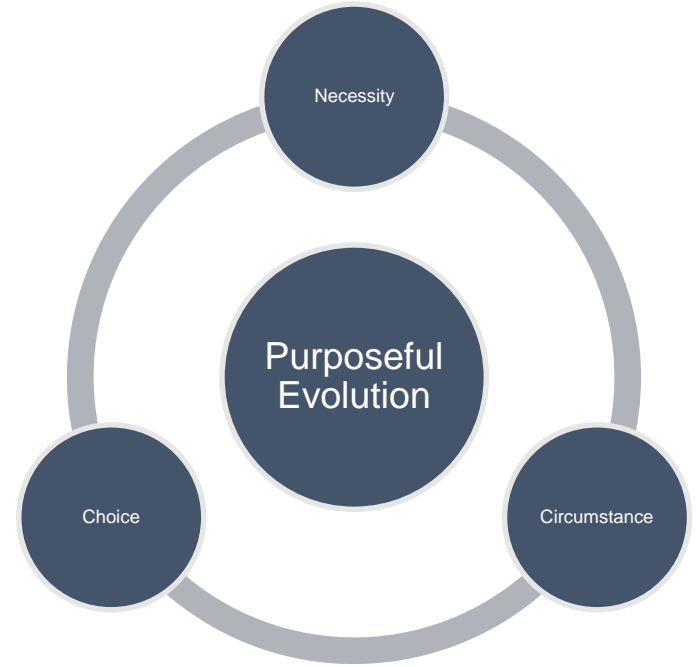 Necessity
Purposeful
Evolution
Choice
Circumstance